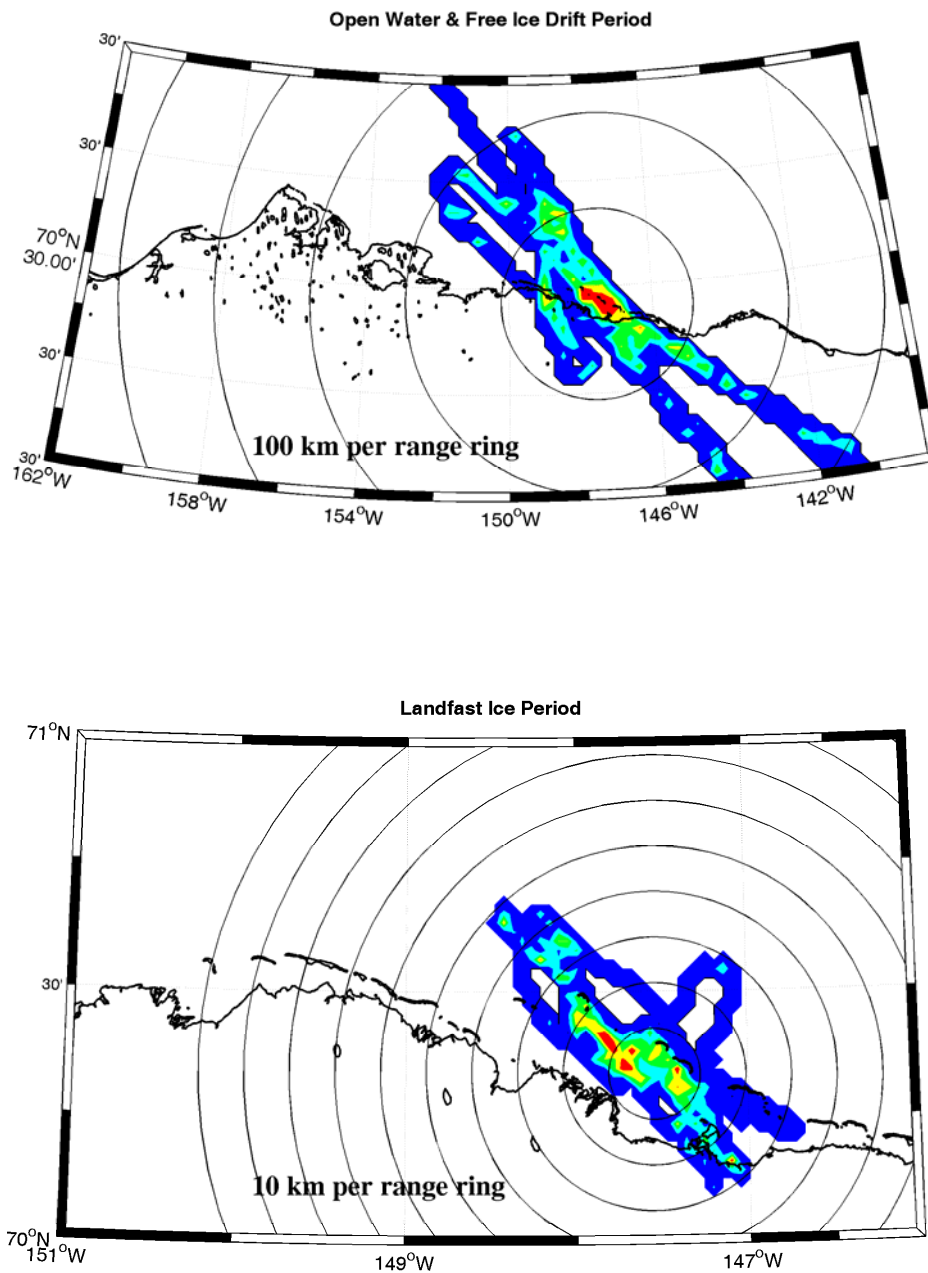 Open Water & Free Ice Drift Period
30'
30'
70°N
30.00'
30'
30'
162°W
158°W
154°W
150°W
146°W
142°W
100 km per range ring
Landfast Ice Period
71°N
30'
70°N
151°W
149°W
147°W
10 km per range ring